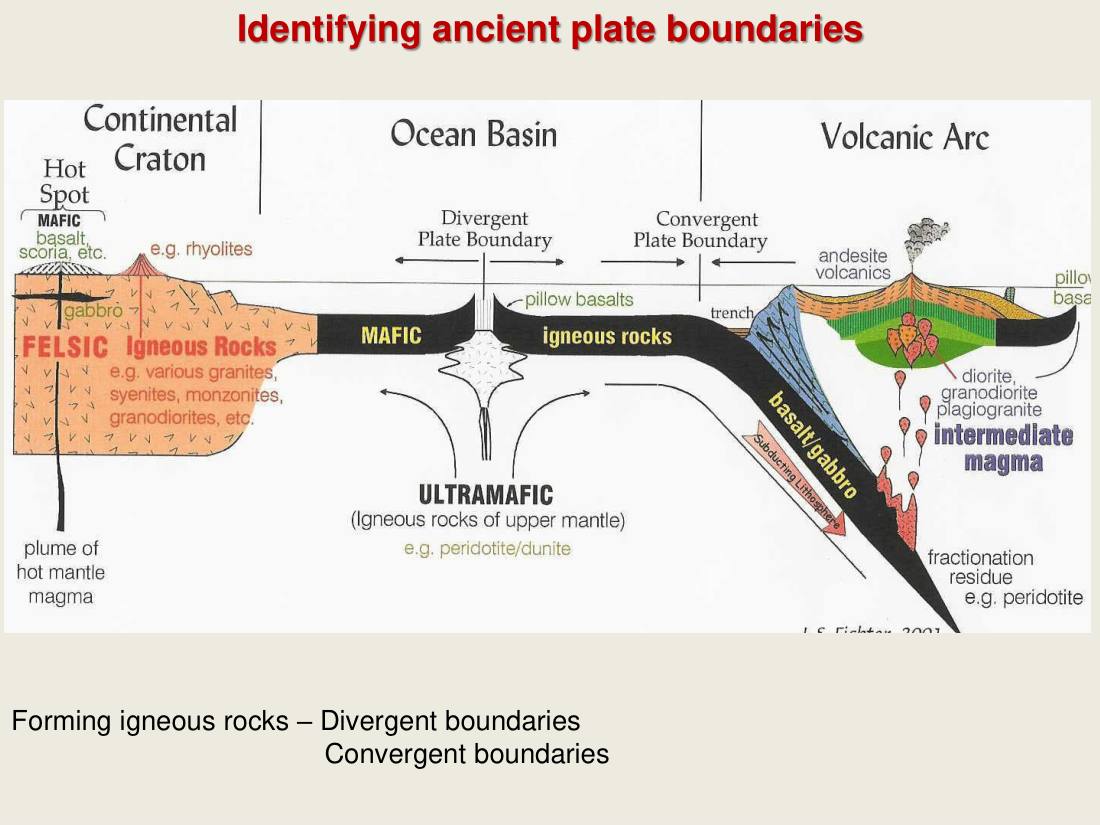 Identifying ancient plate boundaries
Continental
Craton
Ocean Basin
Volcanic Arc
Hot
Spot
MAFIC
basalt,
scoria, etc.
e.g. rhyolites
gabbro
FELSIC Igneous Rocks
e.g. various granites,
syenites, monzonites,
granodiorites, etc.
plume of
hot mantle
magma
Divergent
Plate Boundary
pillow basalts
MAFIC
igneous rocks
ULTRAMAFIC
(Igneous rocks of upper mantle)
e.g. peridotite/dunite
Convergent
Plate Boundary
trench
basalt/gabbro
Subducting Lithosphere
andesite
volcanics
diorite,
granodiorite
plagiogranite
intermediate
magma
fractionation
residue
e.g. peridotite
Forming igneous rocks – Divergent boundaries
Convergent boundaries